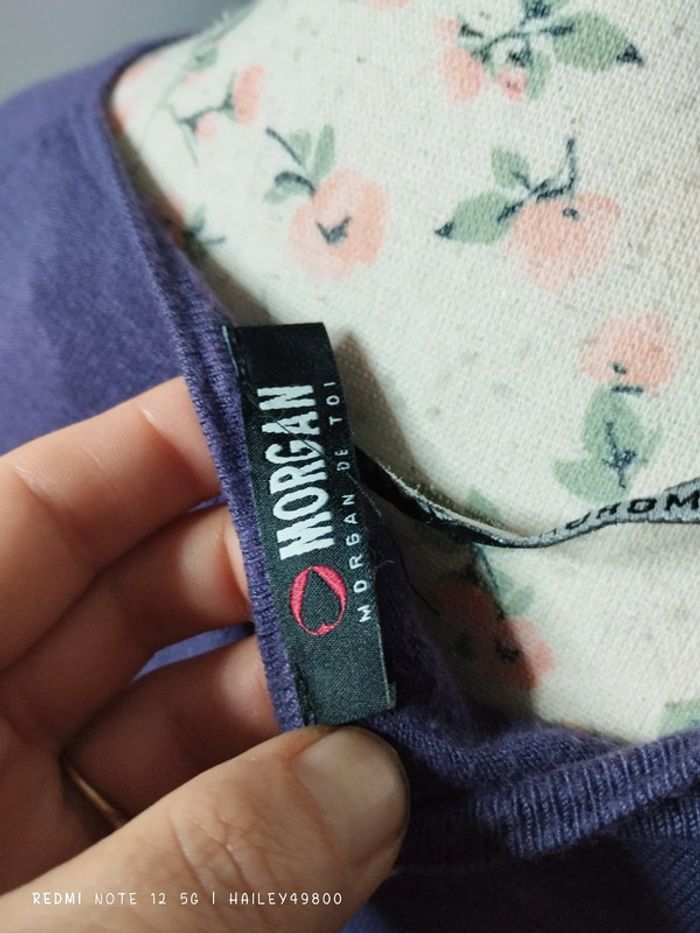 MORGAN
MORGAN DE TOI
REDMI NOTE 12 5G | HAILEY49800